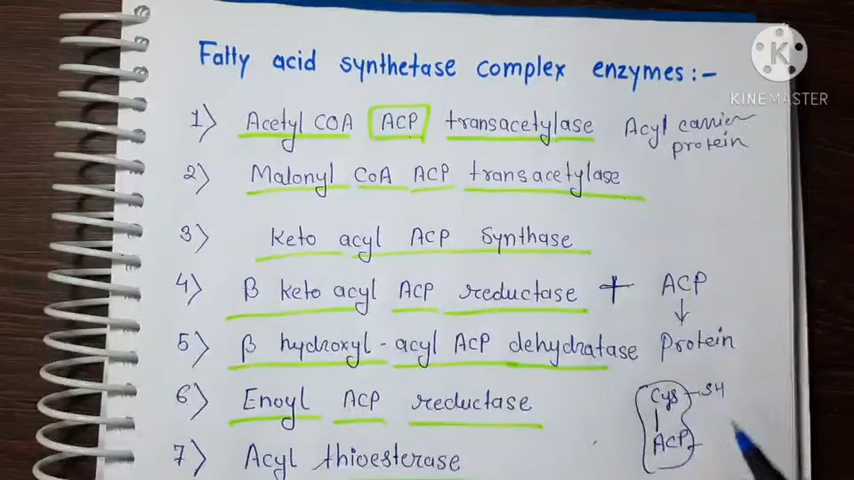 Fatty acid synthetase complex enzymes:-
K
KINEMASTER
1) Acetyl COA ACP transacetylase Acyl carrier protein
2) Malonyl CoA ACP transacetylase
3) Keto acyl ACP Synthase
4) β keto acyl ACP reductase + ACP
↓
5) β hydroxyl-acyl ACP dehydratase Protein
6) Enoyl ACP reductase
Cys-SH
ACP
7) Acyl thioesterase